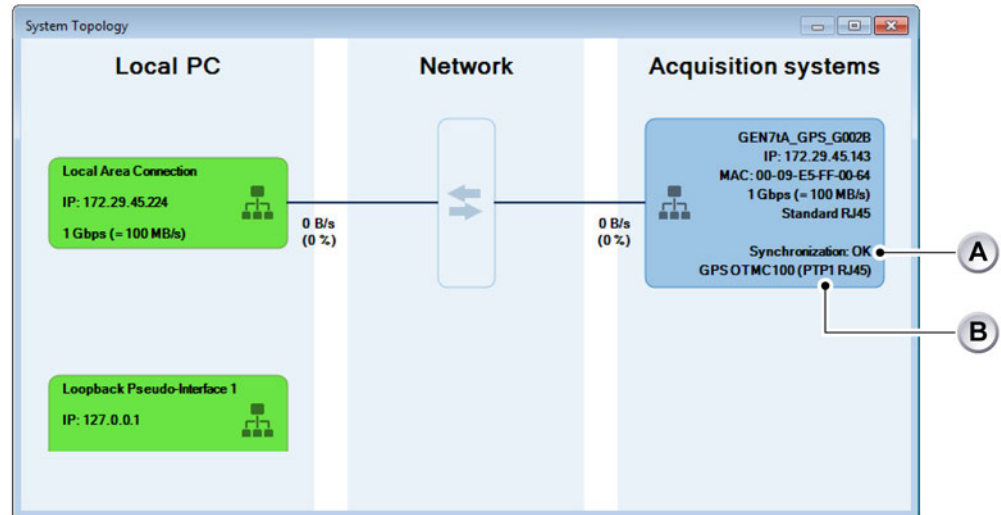 System Topology
Local PC
Network
Acquisition systems
Local Area Connection
IP: 172.29.45.224
1 Gbps (= 100 MB/s)
0 B/s
(0 %)
0 B/s
(0 %)
GEN7tA_GPS_G002B
IP: 172.29.45.143
MAC: 00-09-E5-FF-00-64
1 Gbps (= 100 MB/s)
Standard RJ45
Synchronization: OK
GPS OTMC100 (PTP1 RJ45)
A
B
Loopback Pseudo-Interface 1
IP: 127.0.0.1